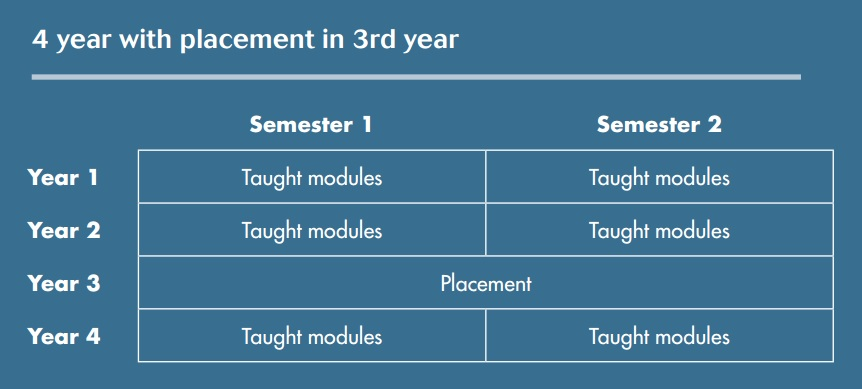 4 year with placement in 3rd year
Semester 1 Semester 2
Year 1 Taught modules Taught modules
Year 2 Taught modules Taught modules
Year 3 Placement
Year 4 Taught modules Taught modules